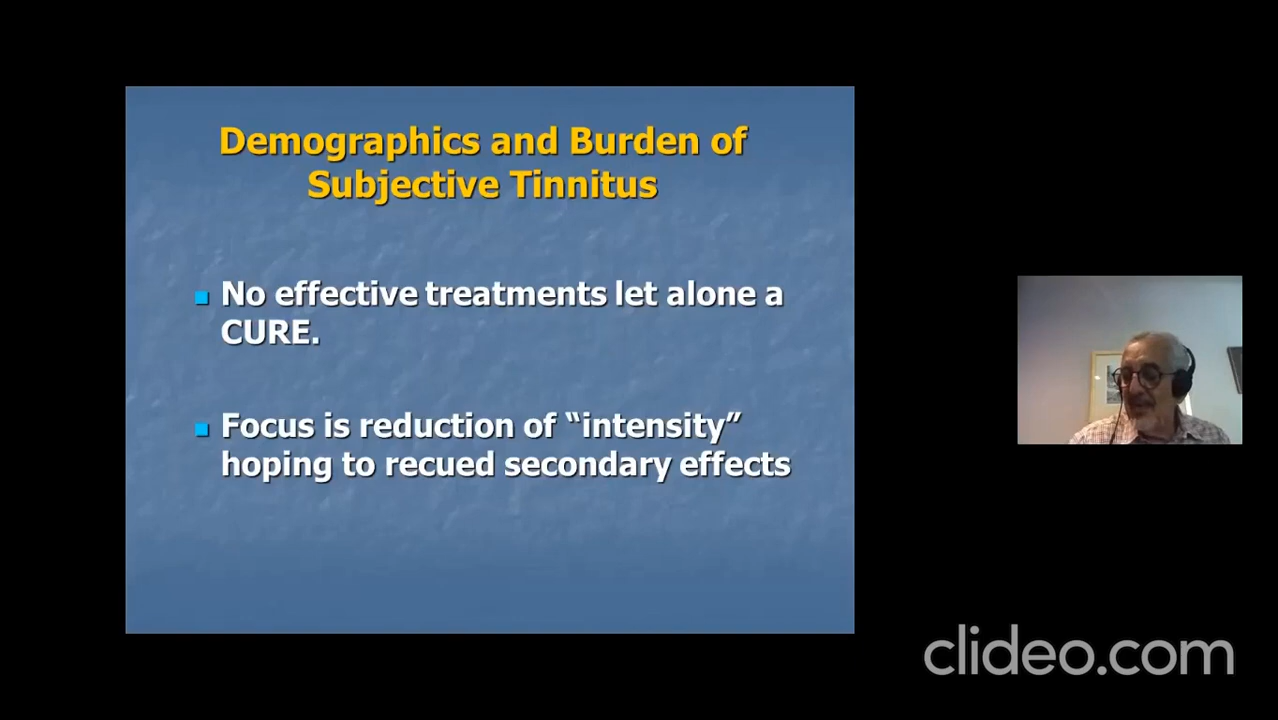 Demographics and Burden of
Subjective Tinnitus
No effective treatments let alone a
CURE.
Focus is reduction of “intensity”
hoping to recued secondary effects
clideo.com